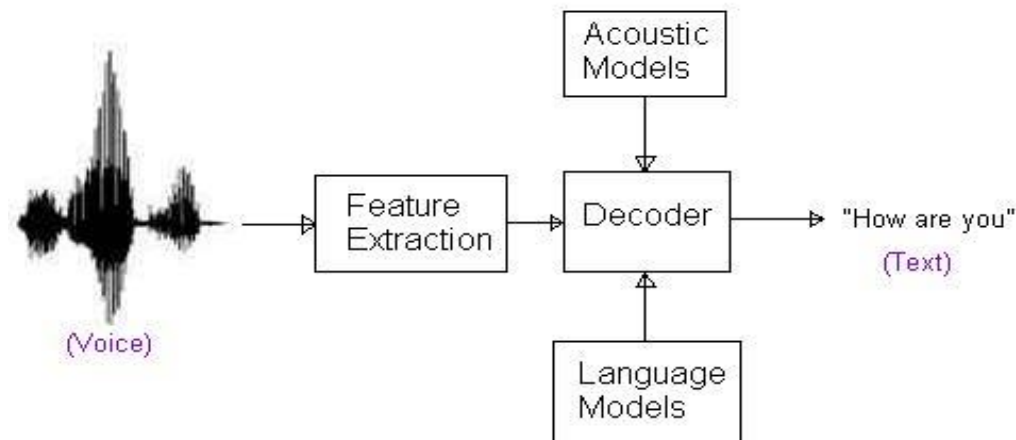 Acoustic
Models
Feature
Extraction
Decoder
"How are you"
(Text)
(Voice)
Language
Models